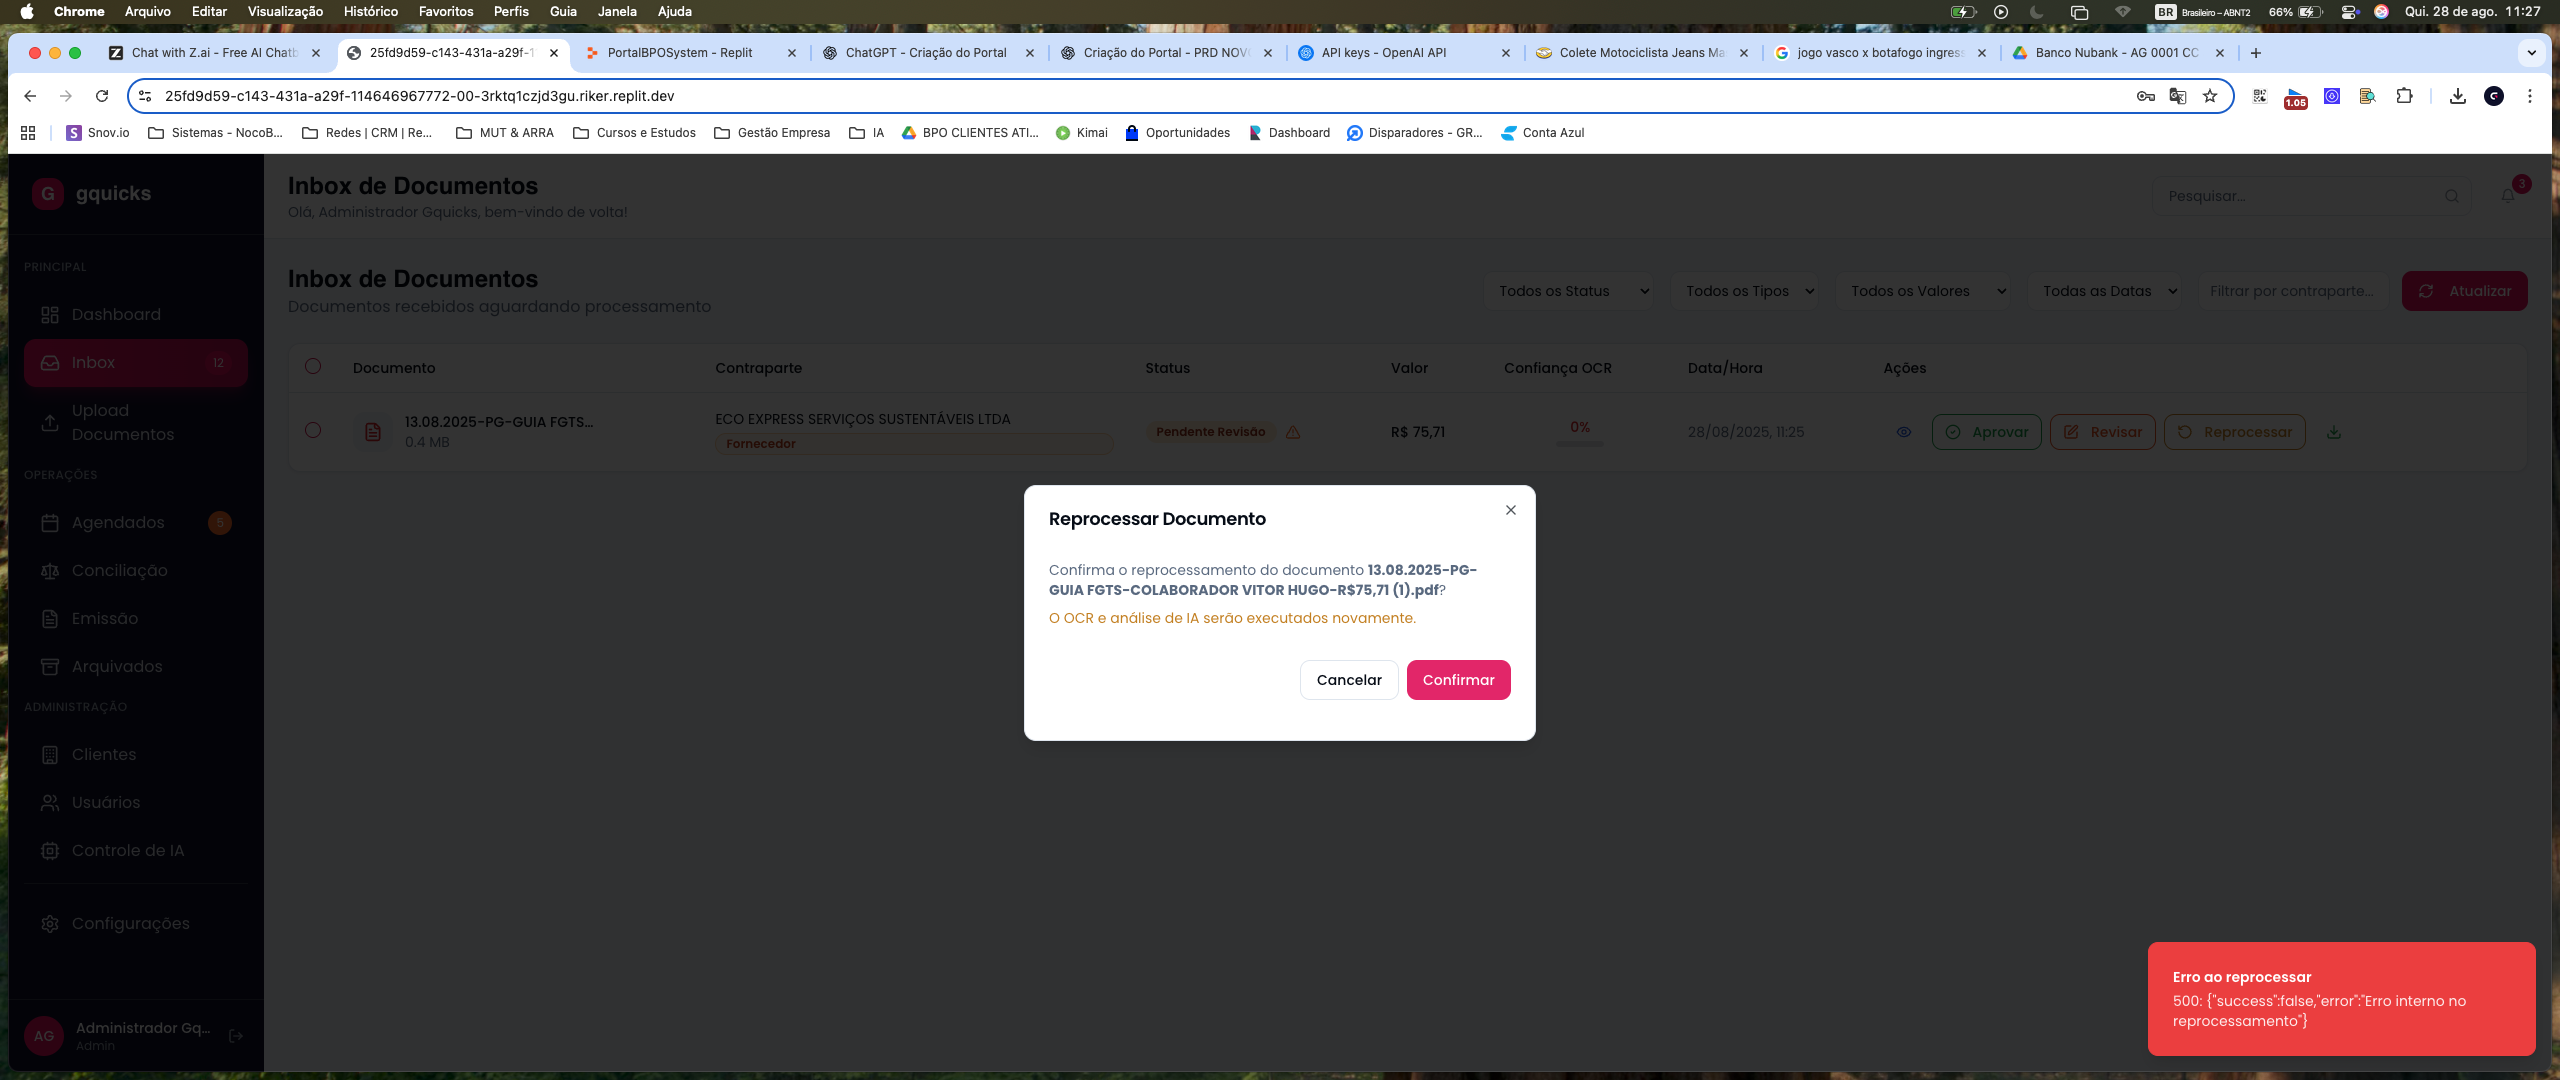 Chrome Arquivo Editar Visualização Histórico Favoritos Perfis Guia Janela Ajuda
BR Brasileiro – ABNT2 66% Qui. 28 de ago. 11:27
Chat with Z.ai - Free AI Chatb
25fd9d59-c143-431a-a29f-1
PortalBPOSystem - Replit
ChatGPT - Criação do Portal
Criação do Portal - PRD NOVO
API keys - OpenAI API
Colete Motociclista Jeans Ma
jogo vasco x botafogo ingress
Banco Nubank - AG 0001 CC
25fd9d59-c143-431a-a29f-114646967772-00-3rktq1czjd3gu.riker.replit.dev
1.05
Snov.io
Sistemas - NocoB...
Redes | CRM | Re...
MUT & ARRA
Cursos e Estudos
Gestão Empresa
IA
BPO CLIENTES ATI...
Kimai
Oportunidades
Dashboard
Disparadores - GR...
Conta Azul
G gquicks
PRINCIPAL
Dashboard
Inbox 12
Upload
Documentos
OPERAÇÕES
Agendados 5
Conciliação
Emissão
Arquivados
ADMINISTRAÇÃO
Clientes
Usuários
Controle de IA
Configurações
AG Administrador Gq...
Admin
Inbox de Documentos
Olá, Administrador Gquicks, bem-vindo de volta!
Pesquisar...
3
Inbox de Documentos
Documentos recebidos aguardando processamento
Todos os Status Todos os Tipos Todos os Valores Todas as Datas Filtrar por contraparte... Atualizar
Documento Contraparte Status Valor Confiança OCR Data/Hora Ações
13.08.2025-PG-GUIA FGTS...
0.4 MB
ECO EXPRESS SERVIÇOS SUSTENTÁVEIS LTDA
Fornecedor
Pendente Revisão
R$ 75,71
0%
28/08/2025, 11:25
Aprovar Revisar Reprocessar
Reprocessar Documento
Confirma o reprocessamento do documento 13.08.2025-PG-
GUIA FGTS-COLABORADOR VITOR HUGO-R$75,71 (1).pdf?
O OCR e análise de IA serão executados novamente.
Cancelar Confirmar
Erro ao reprocessar
500: {"success":false,"error":"Erro interno no
reprocessamento"}